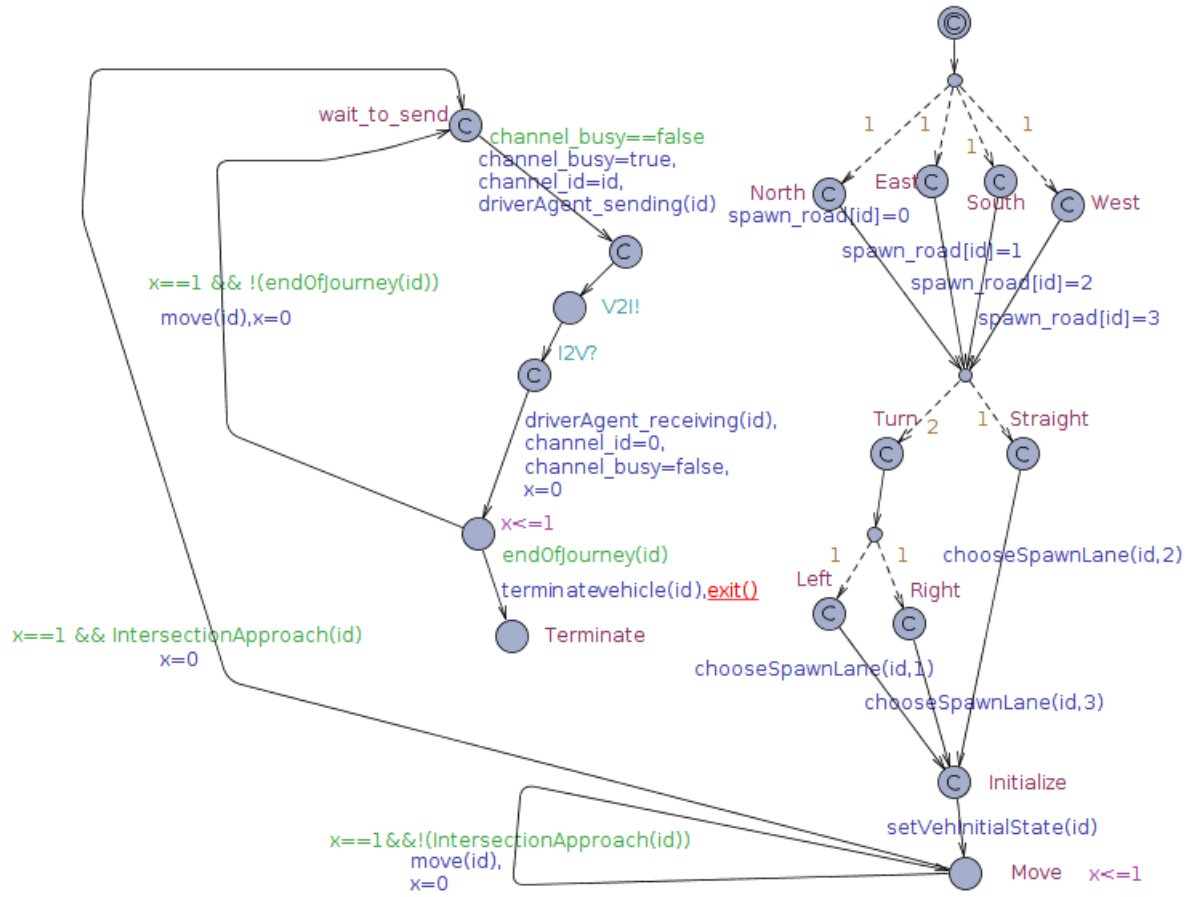 wait_to_send
channel_busy==false
channel_busy=true,
channel_id=id,
driverAgent_sending(id)
C
C
V2I!
I2V?
C
x==1 && !(endOfJourney(id))
move(id),x=0
driverAgent_receiving(id),
channel_id=0,
channel_busy=false,
x=0
x<=1
endOfJourney(id)
terminatevehicle(id),exit()
Terminate
x==1 && IntersectionApproach(id)
x=0
x==1&&!(IntersectionApproach(id))
move(id),
x=0
C
1
1
1
1
North
C
East
C
South
C
West
C
spawn_road[id]=0
spawn_road[id]=1
spawn_road[id]=2
spawn_road[id]=3
Turn
2
1
Straight
C
C
1
1
Left
Right
C
C
chooseSpawnLane(id,2)
chooseSpawnLane(id,1)
chooseSpawnLane(id,3)
C
Initialize
setVehInitialState(id)
Move
x<=1